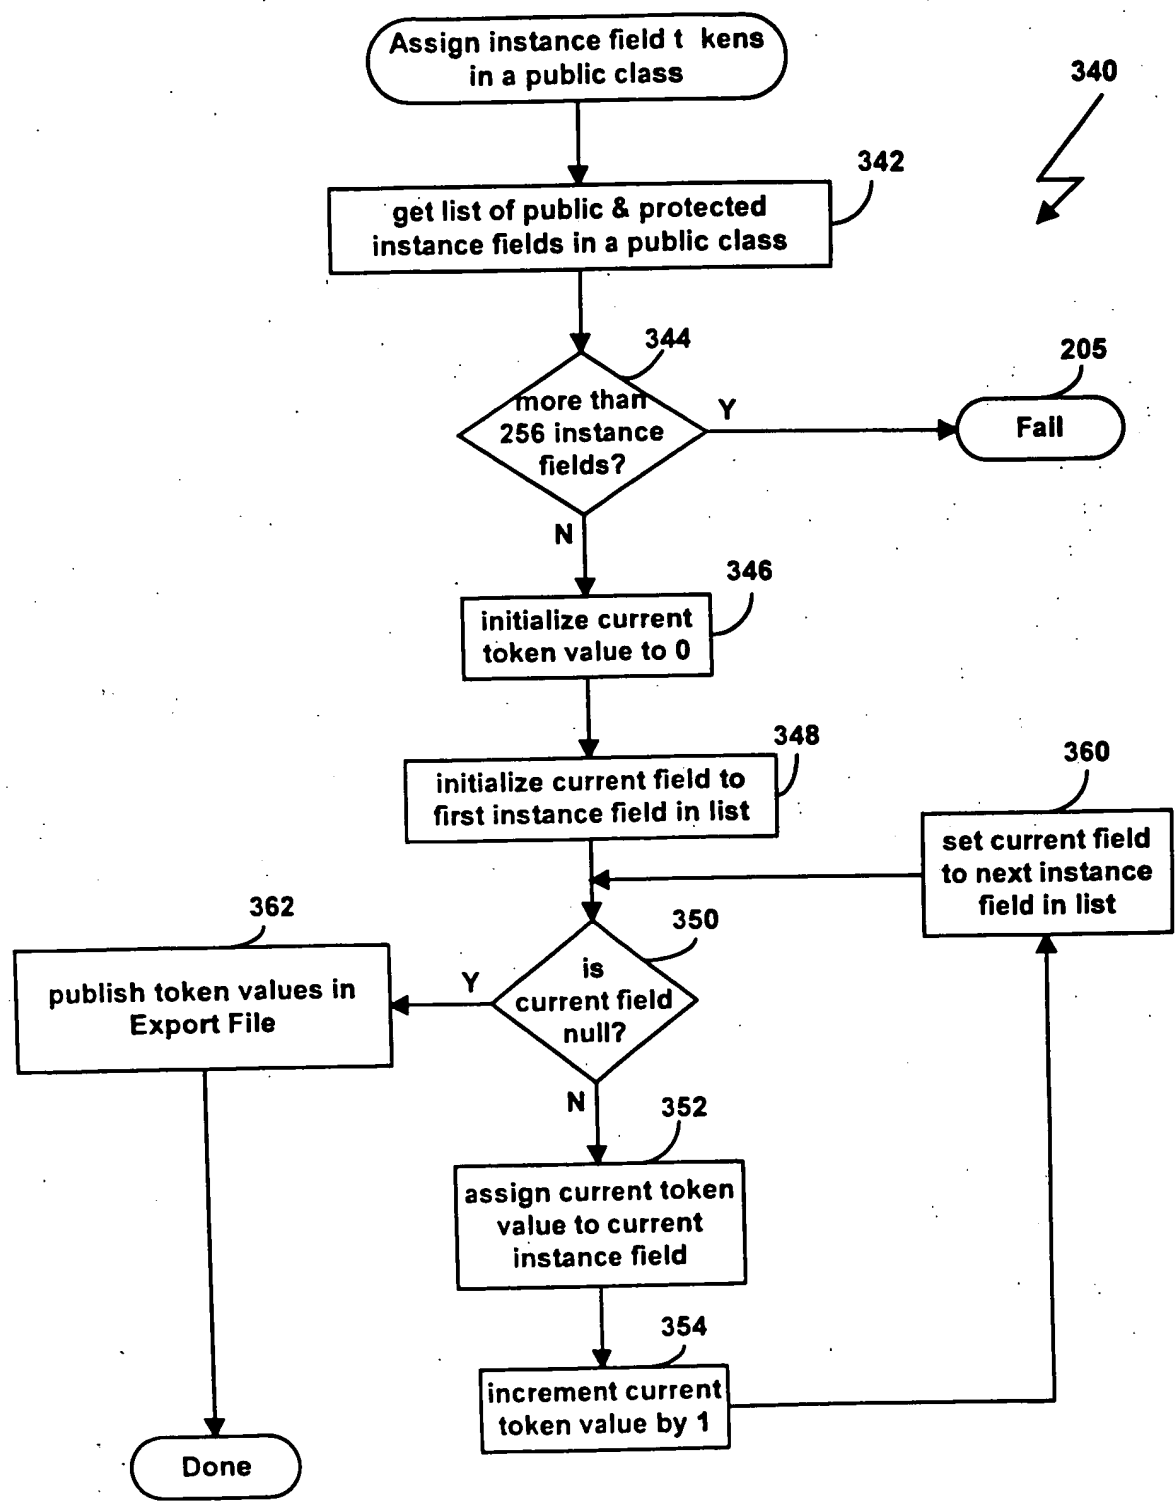 Assign instance field t kens
in a public class
340
342
get list of public & protected
instance fields in a public class
344
205
more than
256 instance
fields?
Y
Fail
N
346
initialize current
token value to 0
348
initialize current field to
first instance field in list
360
set current field
to next instance
field in list
362
350
publish token values in
Export File
Y
is
current field
null?
N
352
assign current token
value to current
instance field
354
increment current
token value by 1
Done